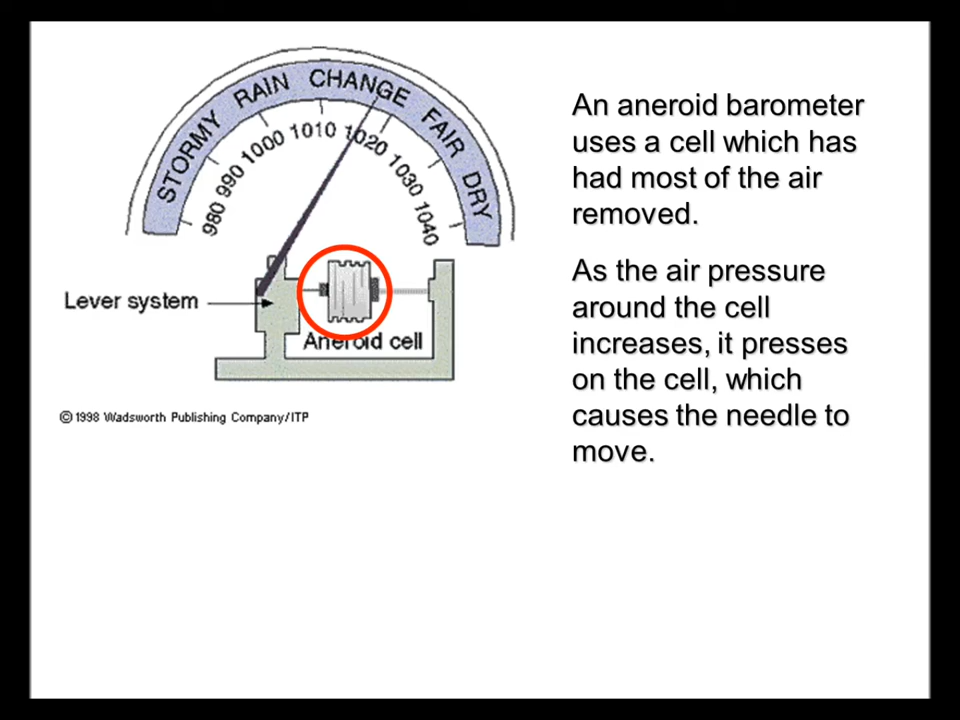 STORMY RAIN CHANGE FAIR DRY
980 990 1000 1010 1020 1030 1040
An aneroid barometer
uses a cell which has
had most of the air
removed.
As the air pressure
around the cell
increases, it presses
on the cell, which
causes the needle to
move.
Lever system
Aneroid cell
© 1998 Wadsworth Publishing Company/ITP